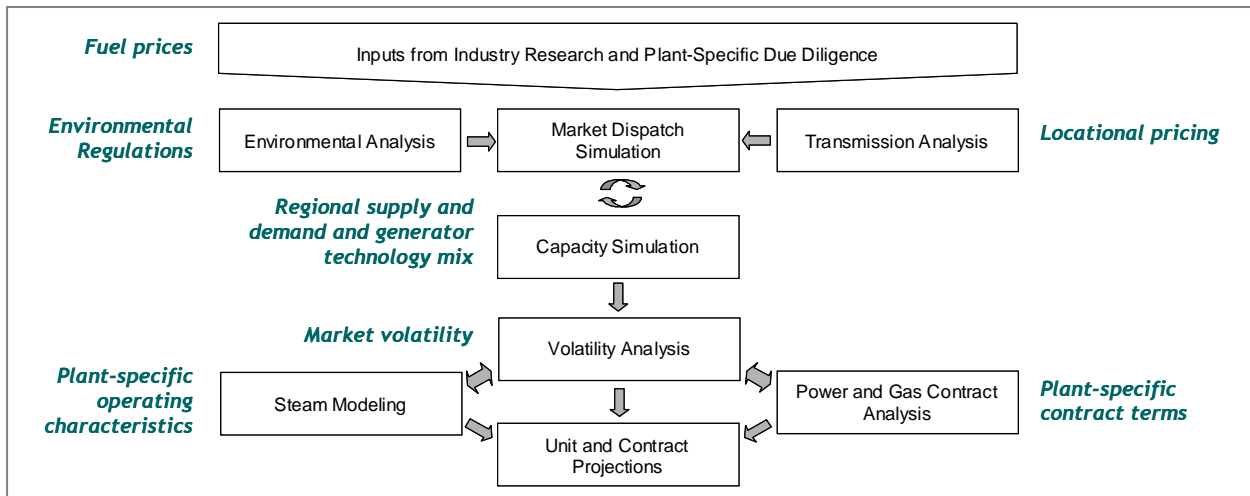 Fuel prices
Inputs from Industry Research and Plant-Specific Due Diligence
Environmental
Regulations
Environmental Analysis
Market Dispatch
Simulation
Transmission Analysis
Locational pricing
Regional supply and
demand and generator
technology mix
Capacity Simulation
Market volatility
Volatility Analysis
Plant-specific
operating
characteristics
Steam Modeling
Power and Gas Contract
Analysis
Plant-specific
contract terms
Unit and Contract
Projections